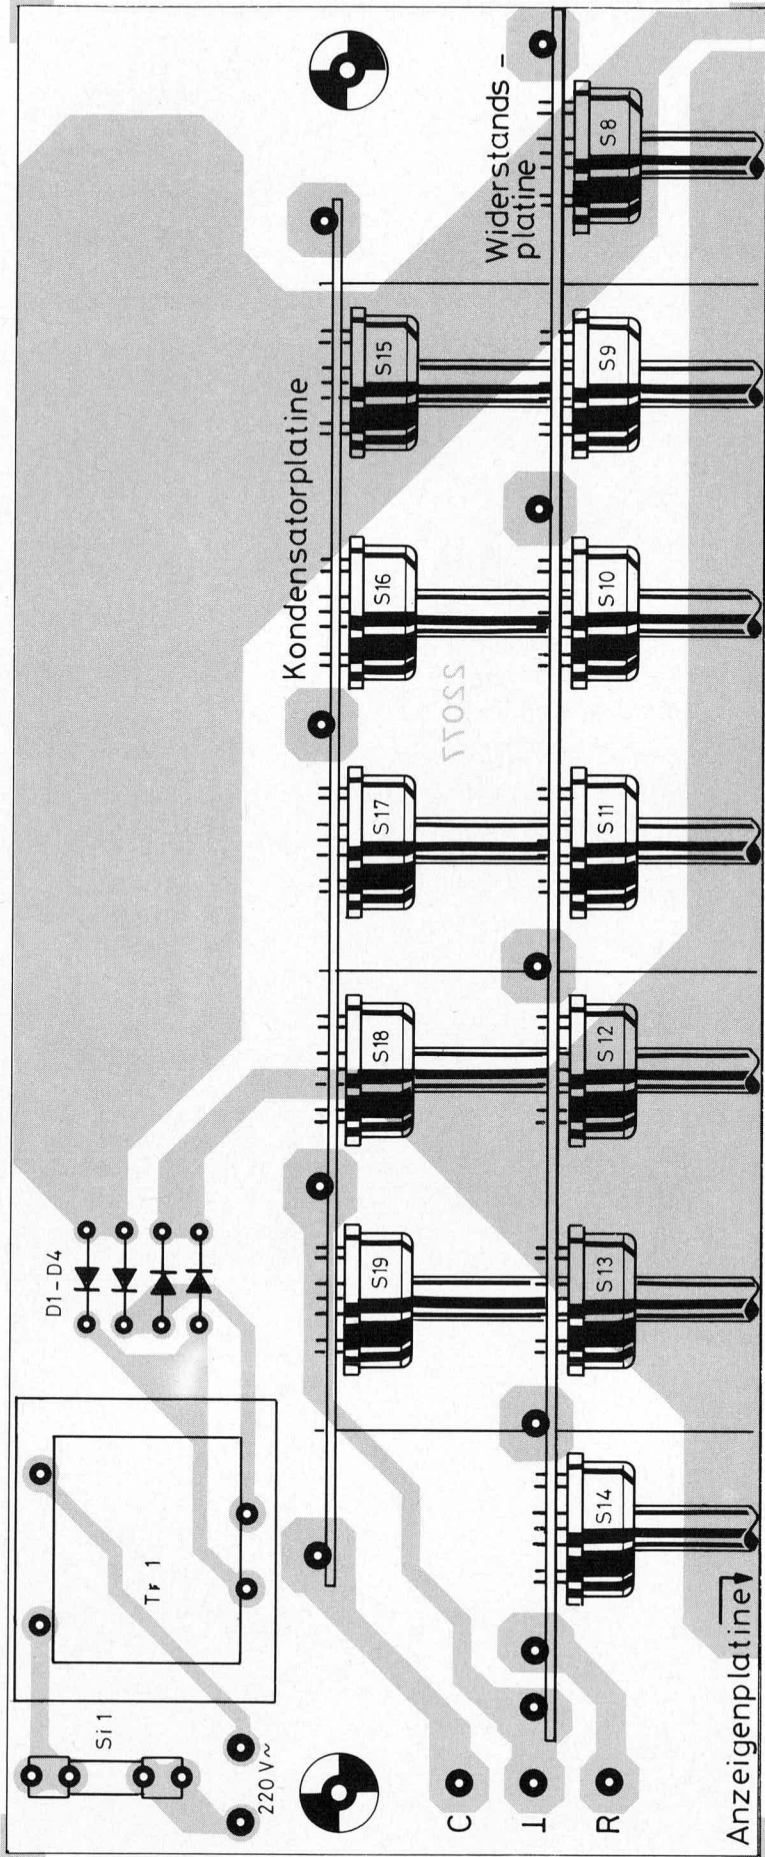 Widerstands-
platine
S8
Kondensatorplatine
S15
S9
S16
S10
22077
S17
S11
S18
S12
D1-D4
S19
S13
Tr 1
S14
Si 1
220 V~
C
⊥
R
Anzeigenplatine